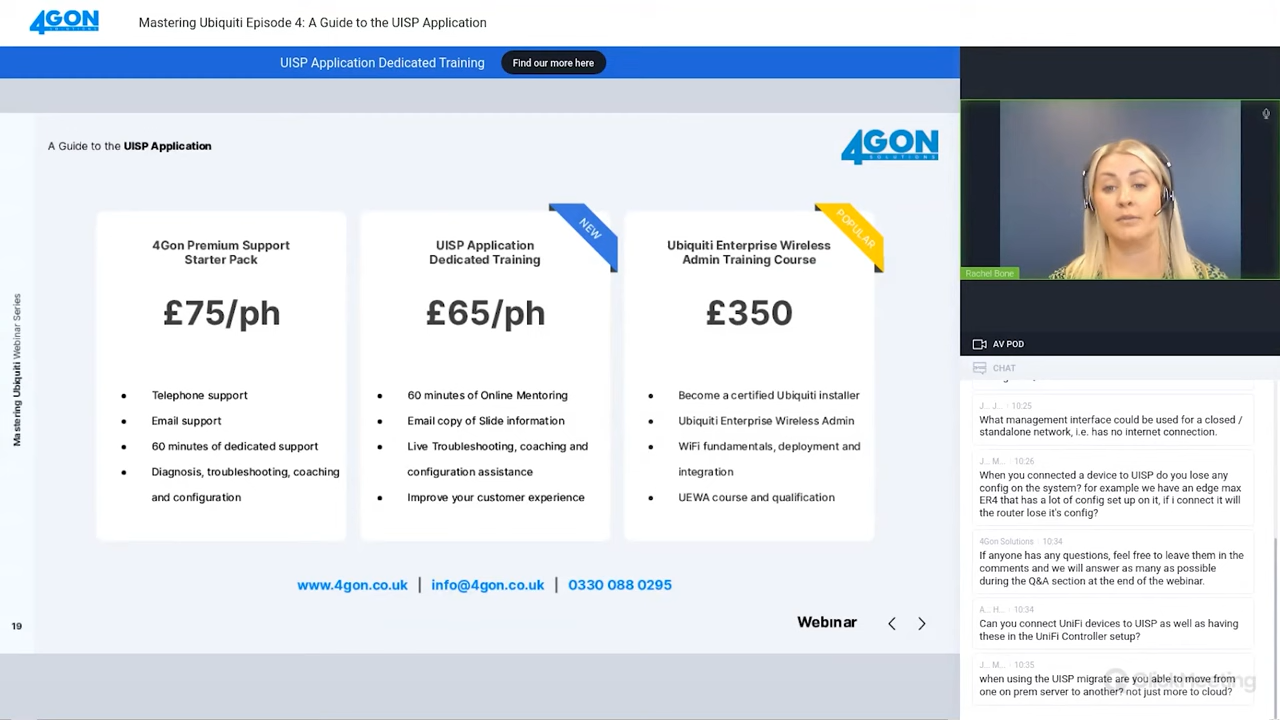 4GON
SOLUTIONS
Mastering Ubiquiti Episode 4: A Guide to the UISP Application
UISP Application Dedicated Training
Find our more here
A Guide to the UISP Application
4GON
SOLUTIONS
Mastering Ubiquiti Webinar Series
NEW
POPULAR
4Gon Premium Support
Starter Pack
£75/ph
Telephone support
Email support
60 minutes of dedicated support
Diagnosis, troubleshooting, coaching
and configuration
UISP Application
Dedicated Training
£65/ph
60 minutes of Online Mentoring
Email copy of Slide information
Live Troubleshooting, coaching and
configuration assistance
Improve your customer experience
Ubiquiti Enterprise Wireless
Admin Training Course
£350
Become a certified Ubiquiti installer
Ubiquiti Enterprise Wireless Admin
WiFi fundamentals, deployment and
integration
UEWA course and qualification
www.4gon.co.uk | info@4gon.co.uk | 0330 088 0295
19
Webinar
Rachel Bone
AV POD
CHAT
J... J... · 10:25
What management interface could be used for a closed /
standalone network, i.e. has no internet connection.
J... M... · 10:26
When you connected a device to UISP do you lose any
config on the system? for example we have an edge max
ER4 that has a lot of config set up on it, if i connect it will
the router lose it's config?
4Gon Solutions · 10:34
If anyone has any questions, feel free to leave them in the
comments and we will answer as many as possible
during the Q&A section at the end of the webinar.
A... H... · 10:34
Can you connect UniFi devices to UISP as well as having
these in the UniFi Controller setup?
J... M... · 10:35
when using the UISP migrate are you able to move from
one on prem server to another? not just more to cloud?
ClickMeeting